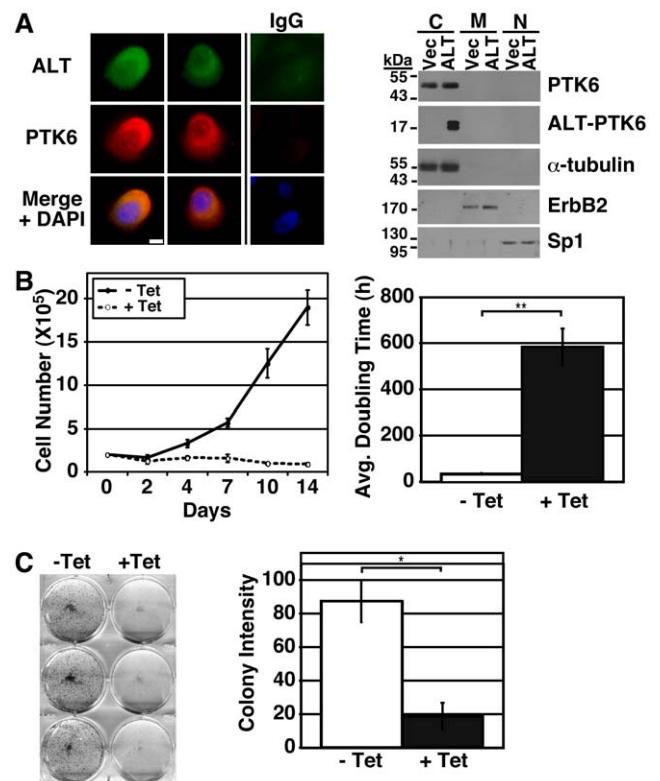 A
IgG
ALT
PTK6
Merge
+ DAPI
C M N
Vec ALT Vec ALT Vec ALT
kDa
55
43
PTK6
17
ALT-PTK6
55
43
α-tubulin
170
ErbB2
130
95
Sp1
B
Cell Number (X10⁵)
20
15
10
5
0
- Tet
+ Tet
0 2 4 7 10 14
Days
Avg. Doubling Time (h)
800
600
400
200
0
**
- Tet + Tet
C
-Tet +Tet
Colony Intensity
100
80
60
40
20
0
*
- Tet + Tet